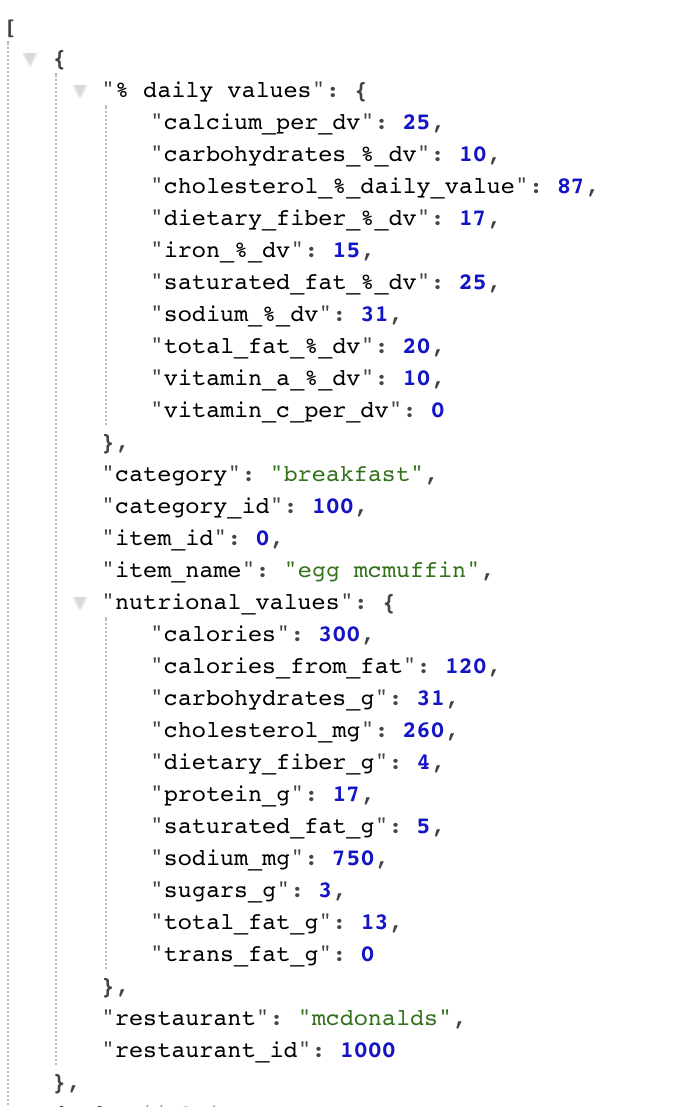 [
{
"% daily values": {
"calcium_per_dv": 25,
"carbohydrates_%_dv": 10,
"cholesterol_%_daily_value": 87,
"dietary_fiber_%_dv": 17,
"iron_%_dv": 15,
"saturated_fat_%_dv": 25,
"sodium_%_dv": 31,
"total_fat_%_dv": 20,
"vitamin_a_%_dv": 10,
"vitamin_c_per_dv": 0
},
"category": "breakfast",
"category_id": 100,
"item_id": 0,
"item_name": "egg mcmuffin",
"nutrional_values": {
"calories": 300,
"calories_from_fat": 120,
"carbohydrates_g": 31,
"cholesterol_mg": 260,
"dietary_fiber_g": 4,
"protein_g": 17,
"saturated_fat_g": 5,
"sodium_mg": 750,
"sugars_g": 3,
"total_fat_g": 13,
"trans_fat_g": 0
},
"restaurant": "mcdonalds",
"restaurant_id": 1000
},